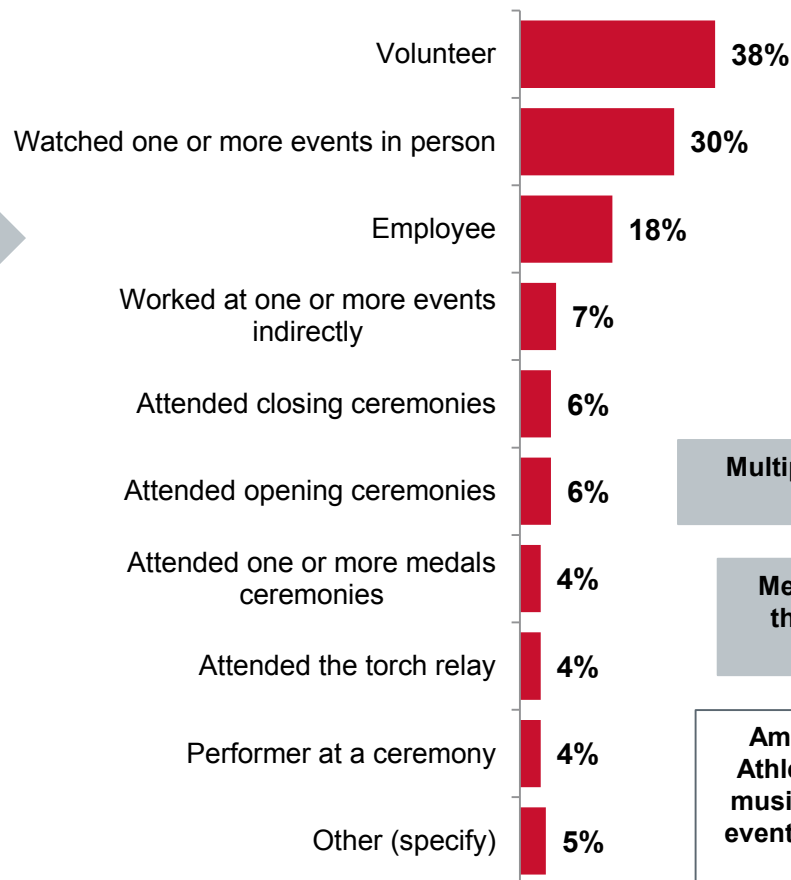 Volunteer 38%
Watched one or more events in person 30%
Employee 18%
Worked at one or more events
indirectly 7%
Attended closing ceremonies 6%
Attended opening ceremonies 6%
Attended one or more medals
ceremonies 4%
Attended the torch relay 4%
Performer at a ceremony 4%
Other (specify) 5%